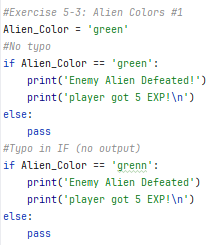 #Exercise 5-3: Alien Colors #1
Alien_Color = 'green'
#No typo
if Alien_Color == 'green':
    print('Enemy Alien Defeated!')
    print('player got 5 EXP!\n')
else:
    pass
#Typo in IF (no output)
if Alien_Color == 'grenn':
    print('Enemy Alien Defeated')
    print('player got 5 EXP!\n')
else:
    pass